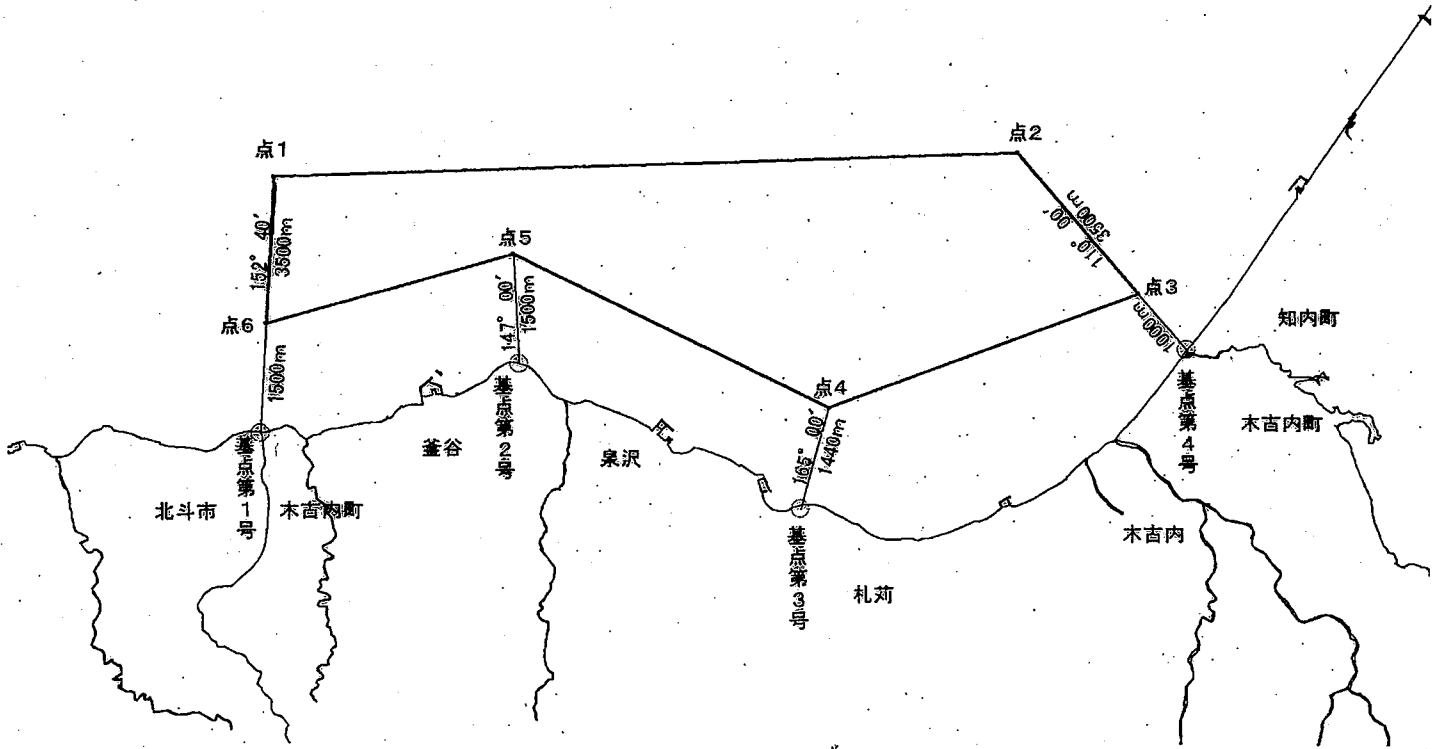 点1
点2
152° 40′
3500m
110° 00′
3500m
点5
147° 00′
1500m
点6
1500m
点3
1000m
知内町
点4
165° 00′
1440m
基点第1号
基点第2号
基点第3号
基点第4号
木古内町
釜谷
泉沢
北斗市
木古内町
木古内
札苅